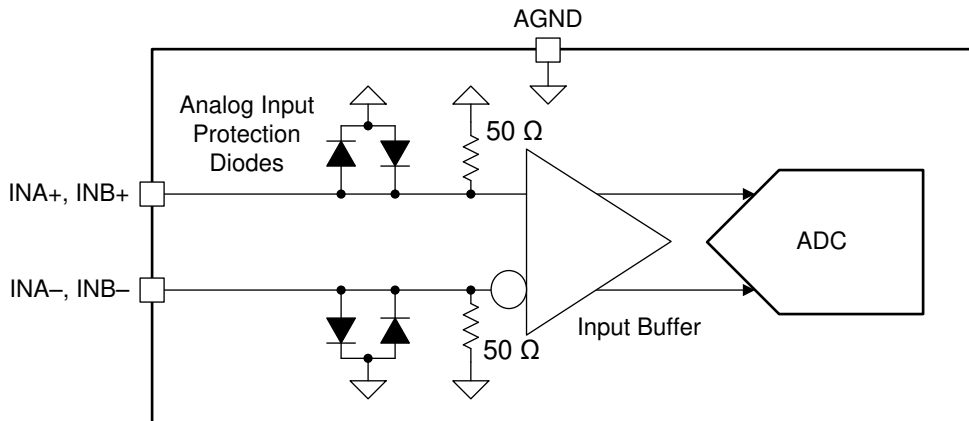 AGND
Analog Input
Protection
Diodes
50 Ω
INA+, INB+
ADC
INA–, INB–
Input Buffer
50 Ω